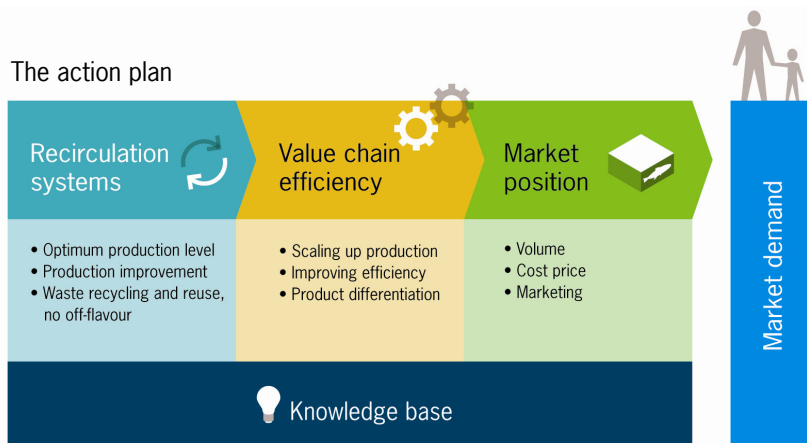 The action plan
Recirculation
systems
Value chain
efficiency
Market
position
• Optimum production level
• Production improvement
• Waste recycling and reuse,
no off-flavour
• Scaling up production
• Improving efficiency
• Product differentiation
• Volume
• Cost price
• Marketing
Knowledge base
Market demand